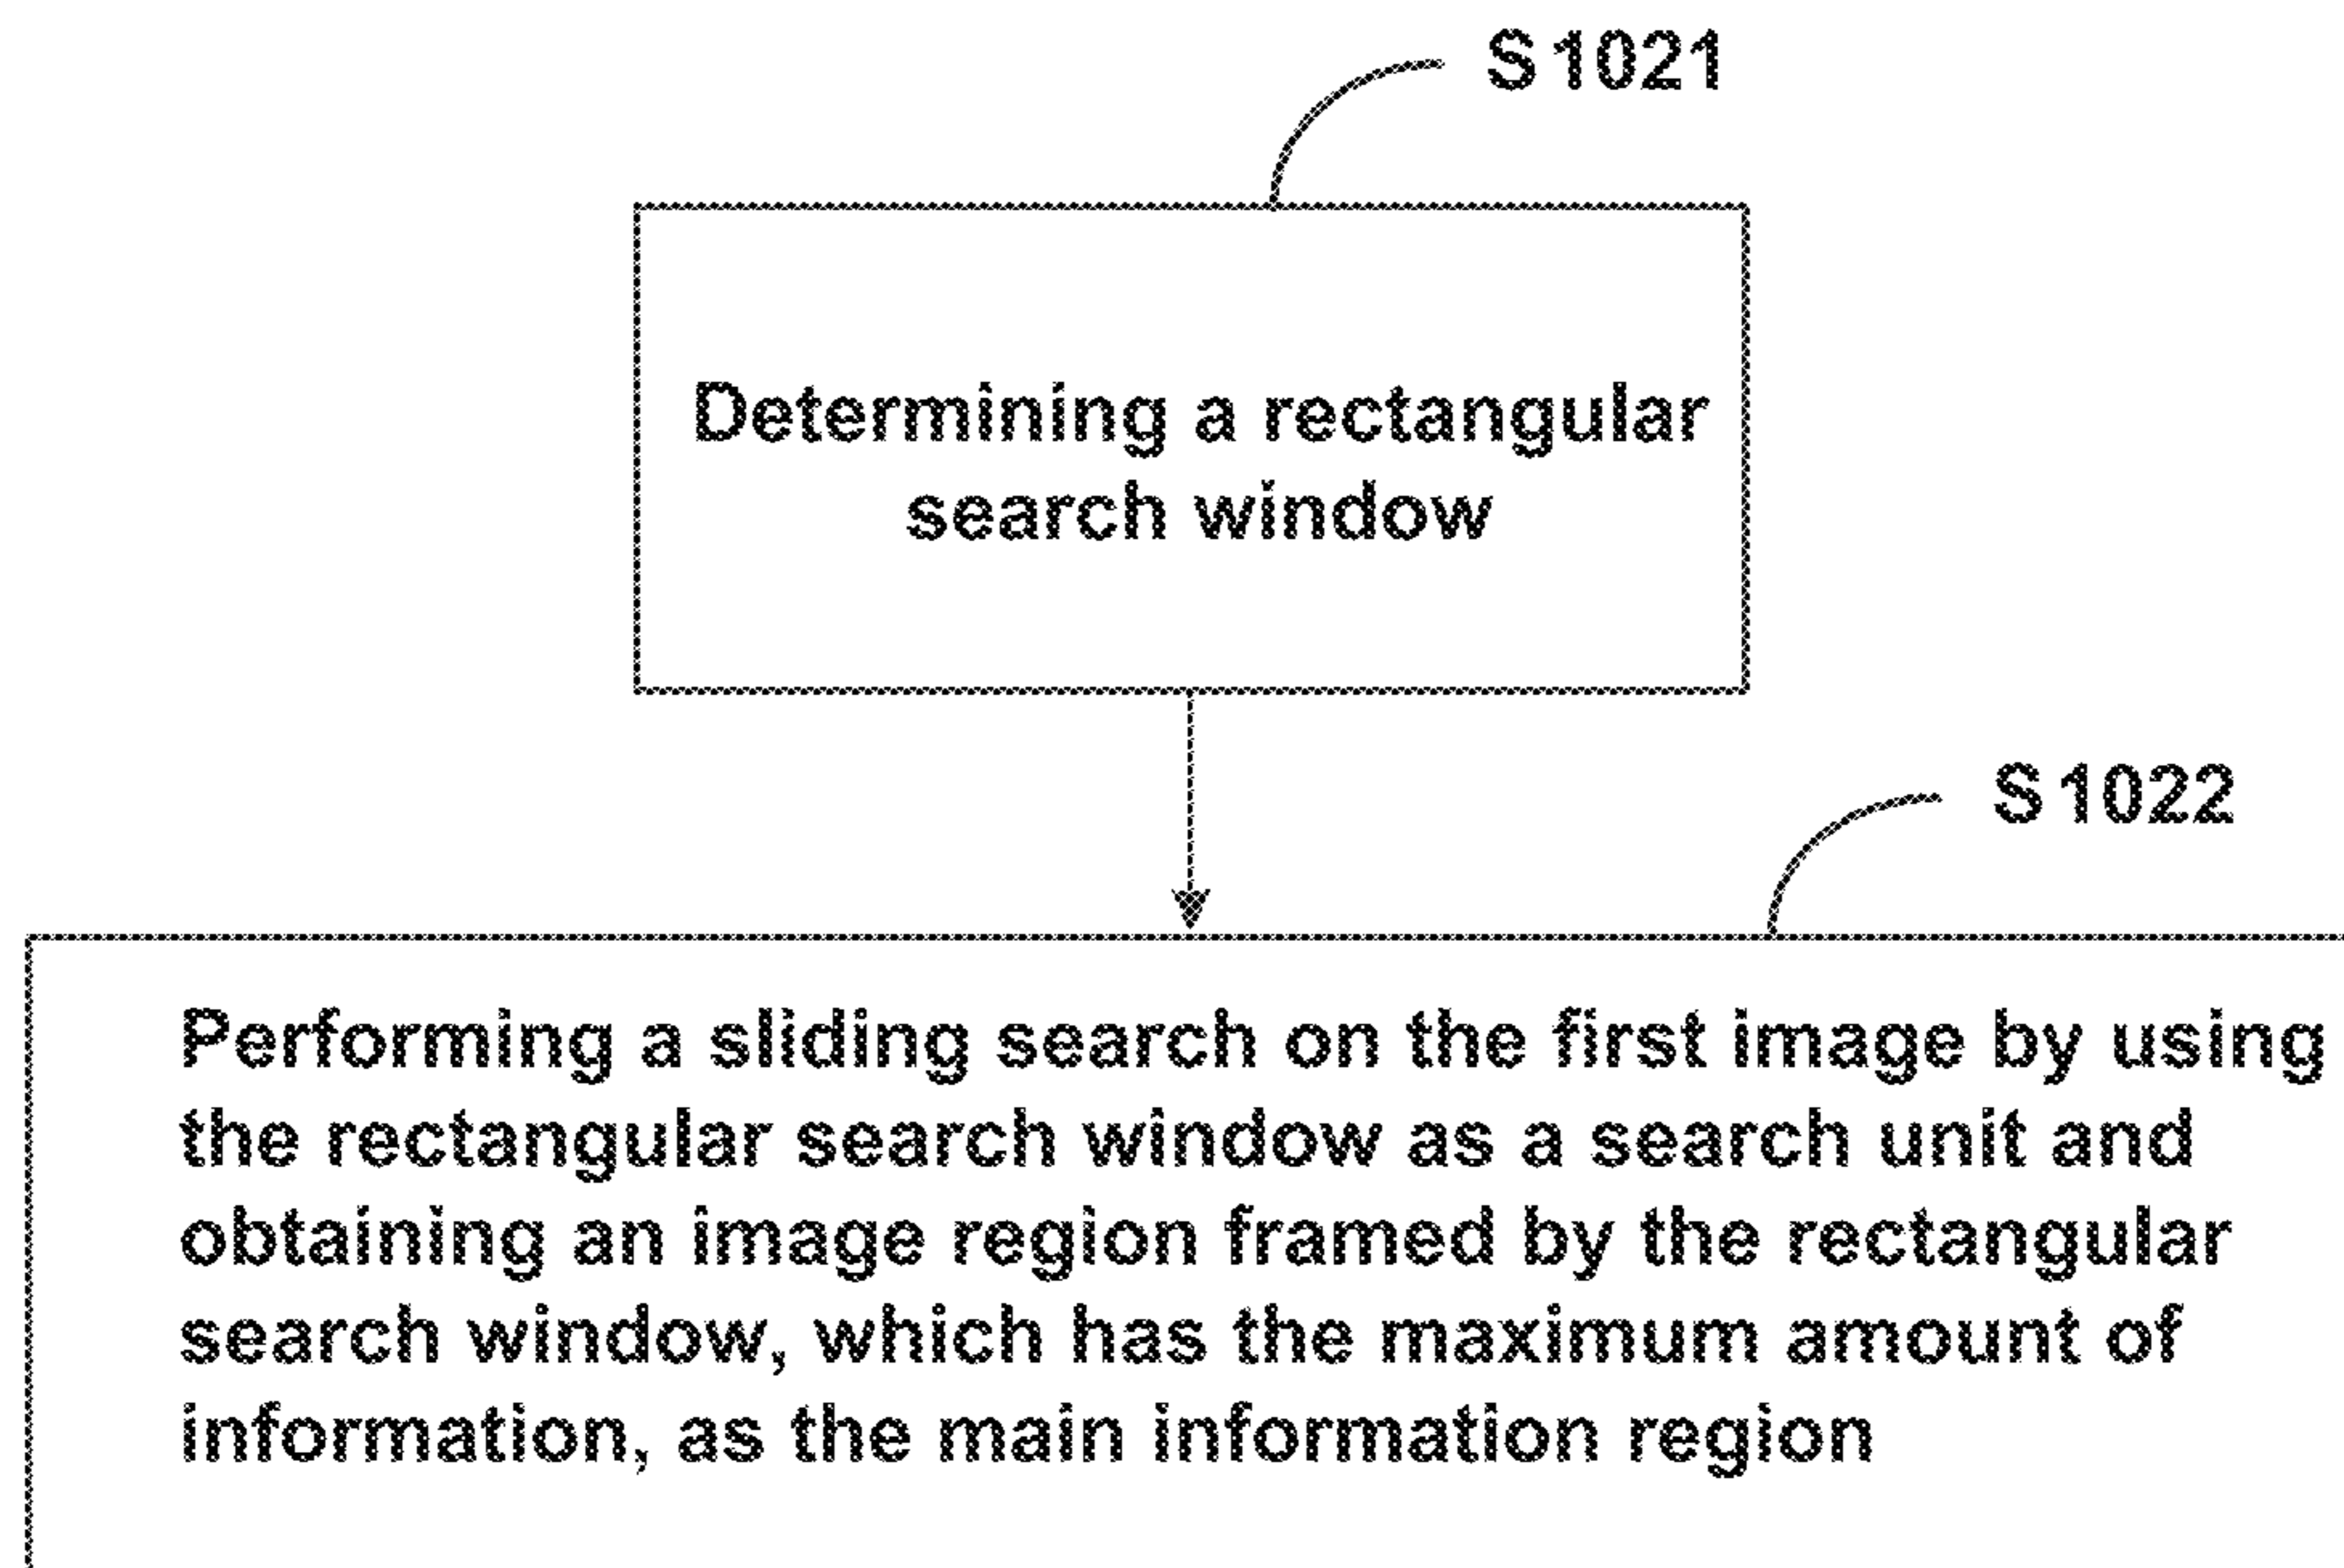 S1021
Determining a rectangular
search window
S1022
Performing a sliding search on the first image by using
the rectangular search window as a search unit and
obtaining an image region framed by the rectangular
search window, which has the maximum amount of
information, as the main information region